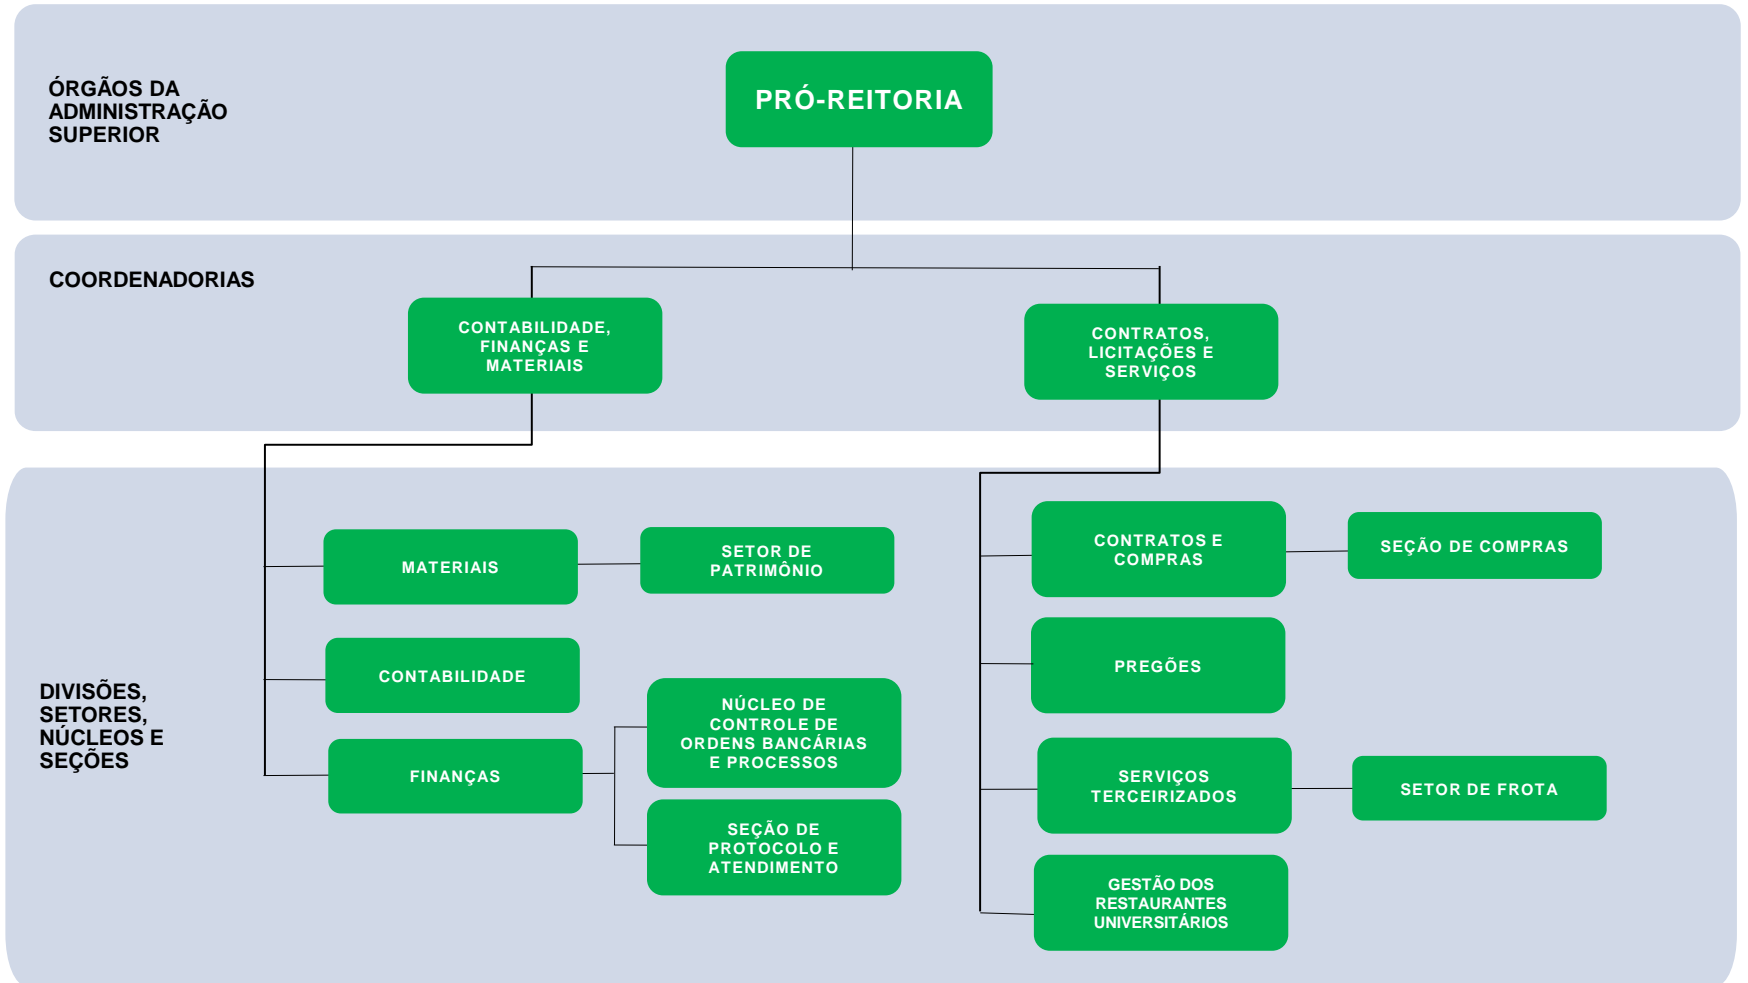 ÓRGÃOS DA
ADMINISTRAÇÃO
SUPERIOR
PRÓ-REITORIA
COORDENADORIAS
CONTABILIDADE,
FINANÇAS E
MATERIAIS
CONTRATOS,
LICITAÇÕES E
SERVIÇOS
DIVISÕES,
SETORES,
NÚCLEOS E
SEÇÕES
MATERIAIS
SETOR DE
PATRIMÔNIO
CONTABILIDADE
FINANÇAS
NÚCLEO DE
CONTROLE DE
ORDENS BANCÁRIAS
E PROCESSOS
SEÇÃO DE
PROTOCOLO E
ATENDIMENTO
CONTRATOS E
COMPRAS
SEÇÃO DE COMPRAS
PREGÕES
SERVIÇOS
TERCEIRIZADOS
SETOR DE FROTA
GESTÃO DOS
RESTAURANTES
UNIVERSITÁRIOS